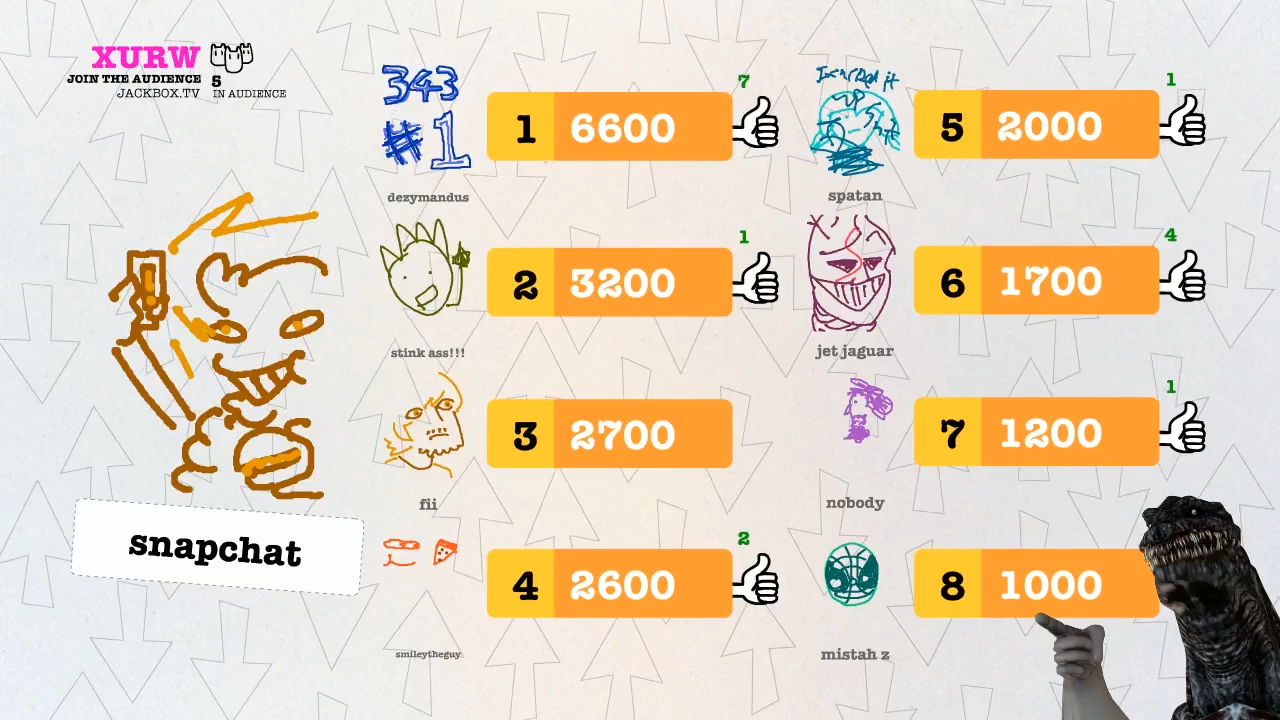 XURW
JOIN THE AUDIENCE
JACKBOX.TV
5
IN AUDIENCE
snapchat
343
#1
dezymandus
1 6600
7
stink ass!!!
2 3200
1
fii
3 2700
smileytheguy
4 2600
2
it
spatan
5 2000
1
jet jaguar
6 1700
4
nobody
7 1200
1
mistah z
8 1000